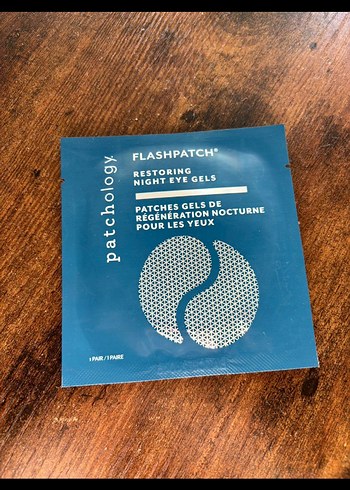 patchology
FLASHPATCH®
RESTORING
NIGHT EYE GELS
PATCHES GELS DE
RÉGÉNÉRATION NOCTURNE
POUR LES YEUX
1 PAIR / 1 PAIRE